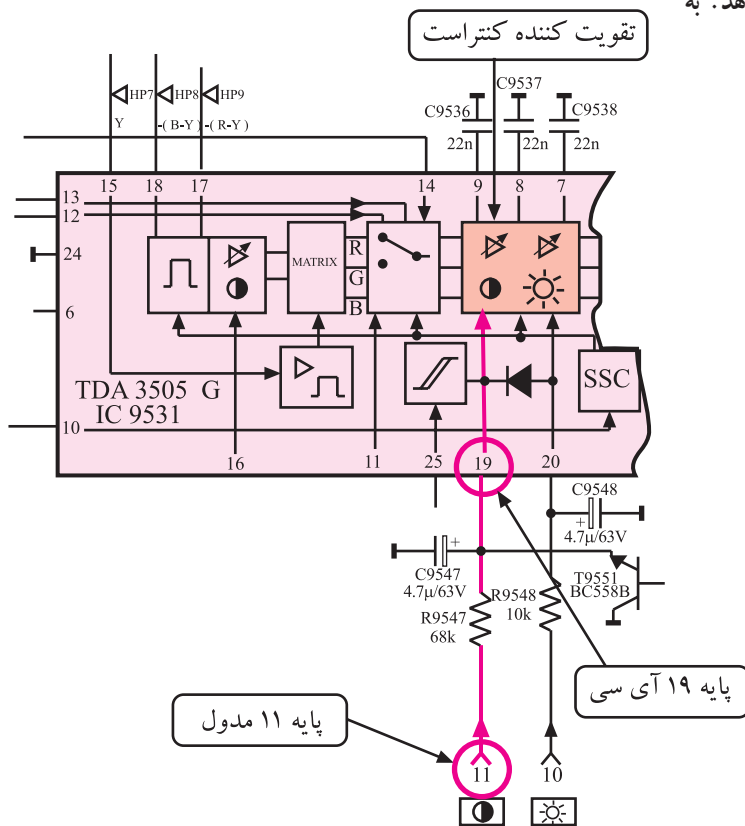 هد. به
تقویت کننده کنتراست
C9537
C9536
C9538
HP7 HP8 HP9
Y -( B-Y ) -( R-Y )
22n 22n 22n
15 18 17 14 9 8 7
13
12
24
6
R
MATRIX
G
B
SSC
TDA 3505 G
IC 9531
10
16 11 25 19 20
C9548
+
4.7µ/63V
+
C9547
4.7µ/63V
T9551
BC558B
R9548
10k
R9547
68k
پایه ۱۹ آی سی
پایه ۱۱ مدول
11 10